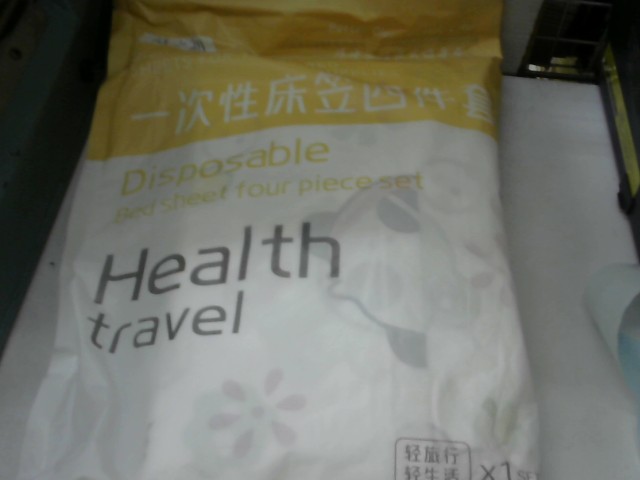 一次性床笠四件套
Disposable
Bed sheet four piece set
Health
travel
轻旅行
轻生活
X1SET